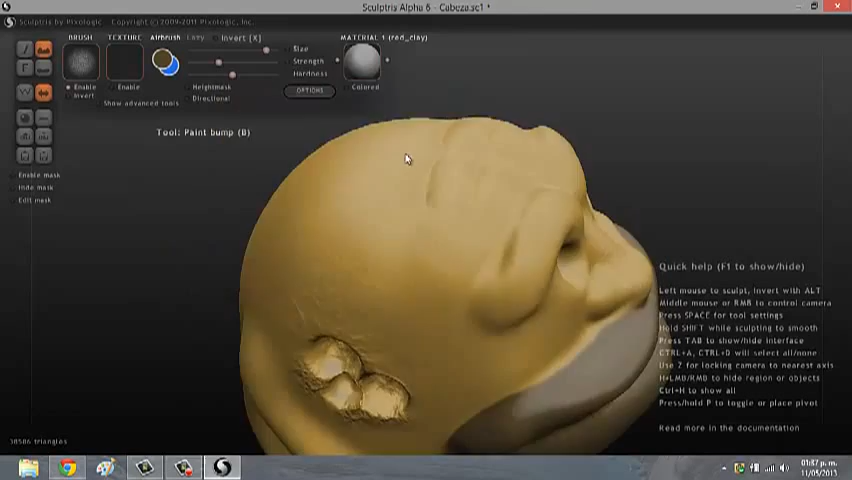 Sculptris Alpha 6 - Cabeza.sc1 *
Sculptris by Pixologic Copyright © 2009-2011 Pixologic, Inc.
BRUSH TEXTURE Airbrush Lazy Invert [X] MATERIAL 1 (red_clay)
Size
Strength
Hardness
Enable Enable Heightmask OPTIONS Colored
Invert Directional
Show advanced tools
Tool: Paint bump (B)
Enable mask
Hide mask
Edit mask
Quick help (F1 to show/hide)
Left mouse to sculpt, invert with ALT
Middle mouse or RMB to control camera
Press SPACE for tool settings
Hold SHIFT while sculpting to smooth
Press TAB to show/hide interface
CTRL+A, CTRL+D will select all/none
Use Z for locking camera to nearest axis
H+LMB/RMB to hide region or objects
Ctrl+H to show all
Press/hold P to toggle or place pivot
Read more in the documentation
38506 triangles
01:37 p.m.
11/05/2013